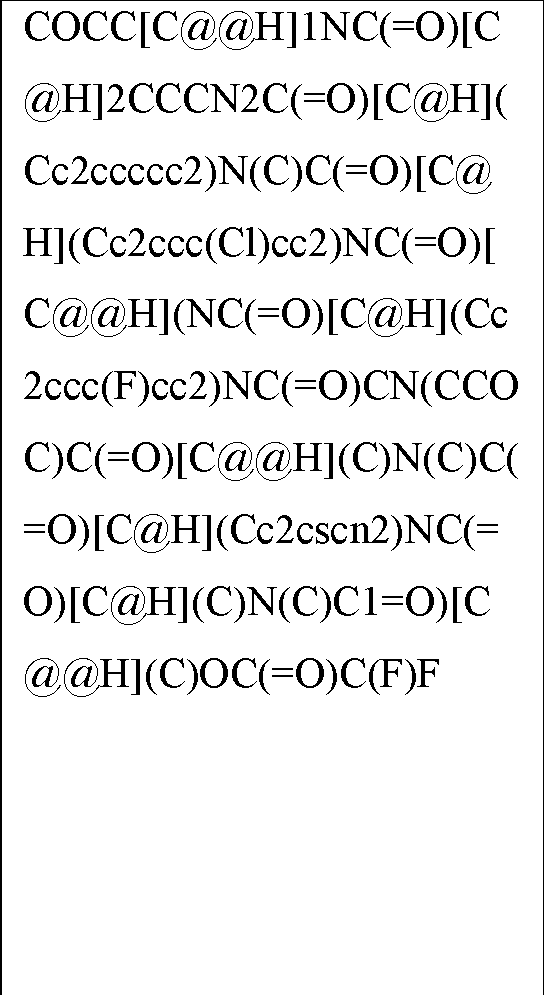 COCC[C@@H]1NC(=O)[C
@H]2CCCN2C(=O)[C@H](
Cc2ccccc2)N(C)C(=O)[C@
H](Cc2ccc(Cl)cc2)NC(=O)[
C@@H](NC(=O)[C@H](Cc
2ccc(F)cc2)NC(=O)CN(CCO
C)C(=O)[C@@H](C)N(C)C(
=O)[C@H](Cc2cscn2)NC(=
O)[C@H](C)N(C)C1=O)[C
@@H](C)OC(=O)C(F)F